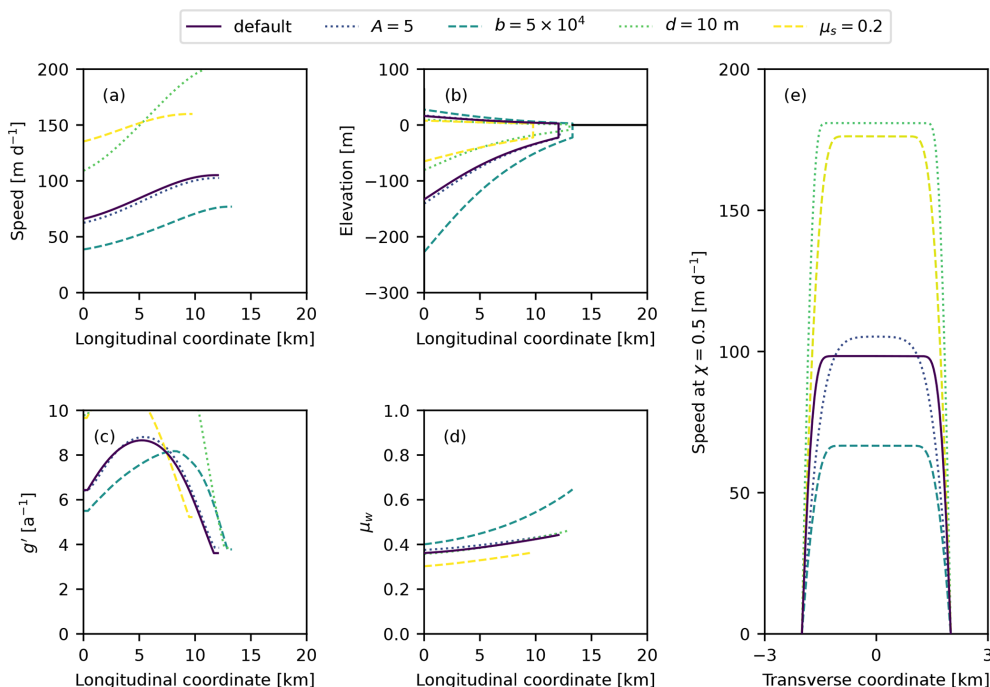 default A = 5 b = 5 × 10⁴ d = 10 m μₛ = 0.2
(a)
Speed [m d⁻¹]
200
150
100
50
0
0 5 10 15 20
Longitudinal coordinate [km]
(b)
Elevation [m]
100
0
−100
−200
−300
0 5 10 15 20
Longitudinal coordinate [km]
(e)
Speed at χ = 0.5 [m d⁻¹]
200
150
100
50
0
−3 0 3
Transverse coordinate [km]
(c)
g′ [a⁻¹]
10
8
6
4
2
0
0 5 10 15 20
Longitudinal coordinate [km]
(d)
μ_w
1.0
0.8
0.6
0.4
0.2
0.0
0 5 10 15 20
Longitudinal coordinate [km]